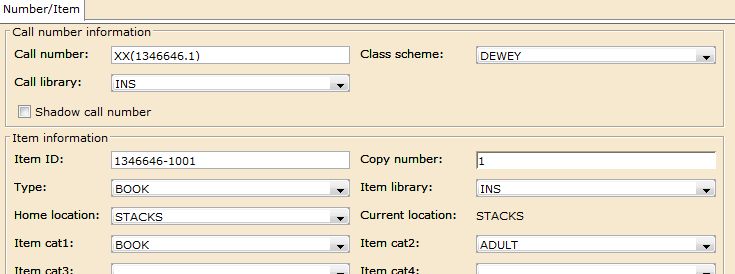 Number/Item
Call number information
Call number: XX(1346646.1) Class scheme: DEWEY
Call library: INS
Shadow call number
Item information
Item ID: 1346646-1001 Copy number: 1
Type: BOOK Item library: INS
Home location: STACKS Current location: STACKS
Item cat1: BOOK Item cat2: ADULT
Item cat3: Item cat4: